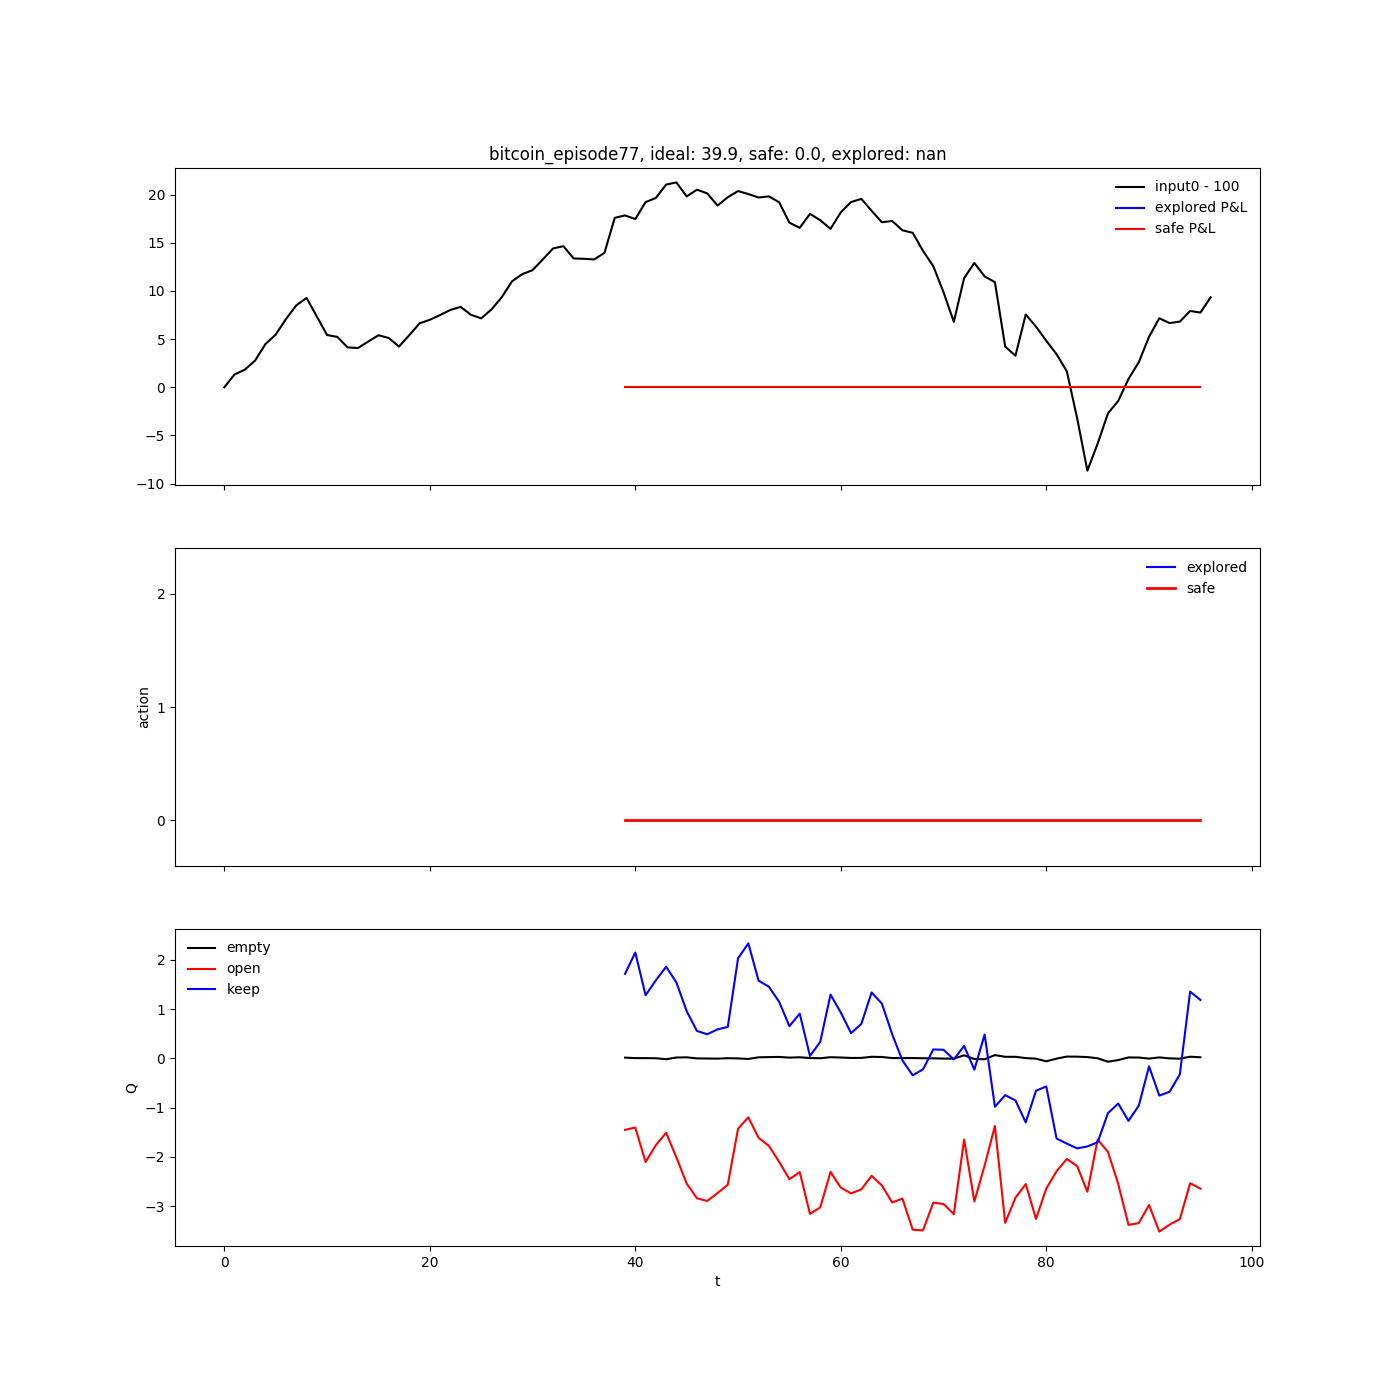 bitcoin_episode77, ideal: 39.9, safe: 0.0, explored: nan
input0 - 100
explored P&L
safe P&L
20
15
10
5
0
−5
−10
explored
safe
2
1
0
action
empty
open
keep
2
1
0
−1
−2
−3
Q
0 20 40 60 80 100
t